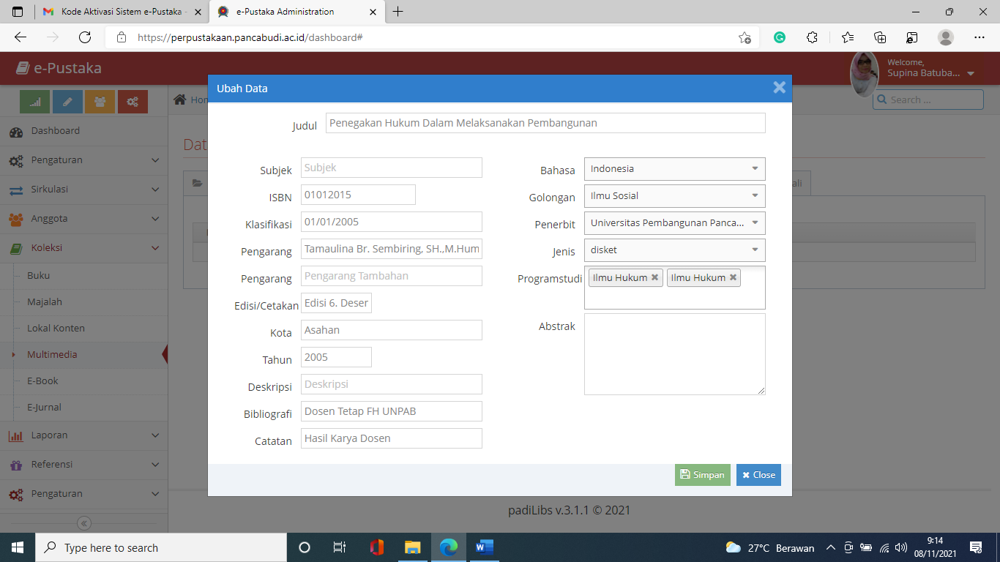 Kode Aktivasi Sistem e-Pustaka -
e-Pustaka Administration
https://perpustakaan.pancabudi.ac.id/dashboard#
e-Pustaka
Welcome,
Supina Batuba...
Search ...
Dashboard
Pengaturan
Sirkulasi
Anggota
Koleksi
Buku
Majalah
Lokal Konten
Multimedia
E-Book
E-Jurnal
Laporan
Referensi
Pengaturan
Hom
Dat
ali
Ubah Data
Judul Penegakan Hukum Dalam Melaksanakan Pembangunan
Subjek Subjek
ISBN 01012015
Klasifikasi 01/01/2005
Pengarang Tamaulina Br. Sembiring, SH.,M.Hum
Pengarang Pengarang Tambahan
Edisi/Cetakan Edisi 6. Deser
Kota Asahan
Tahun 2005
Deskripsi Deskripsi
Bibliografi Dosen Tetap FH UNPAB
Catatan Hasil Karya Dosen
Bahasa Indonesia
Golongan Ilmu Sosial
Penerbit Universitas Pembangunan Panca...
Jenis disket
Programstudi Ilmu Hukum Ilmu Hukum
Abstrak
Simpan Close
padiLibs v.3.1.1 © 2021
Type here to search
27°C Berawan
9:14
08/11/2021